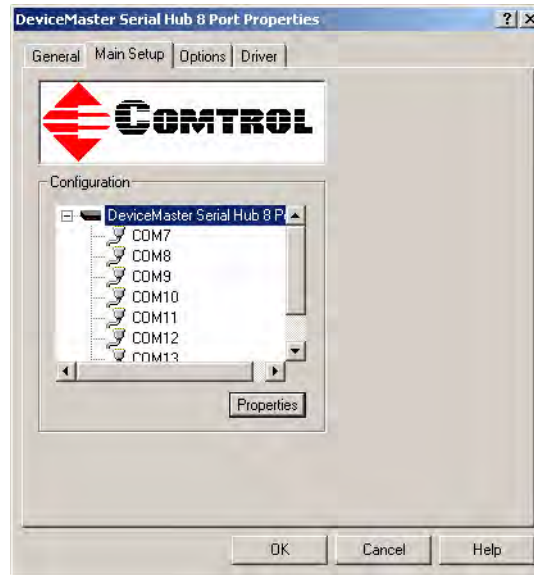 DeviceMaster Serial Hub 8 Port Properties
General Main Setup Options Driver
COMTROL
Configuration
DeviceMaster Serial Hub 8 P
COM7
COM8
COM9
COM10
COM11
COM12
COM13
Properties
OK Cancel Help